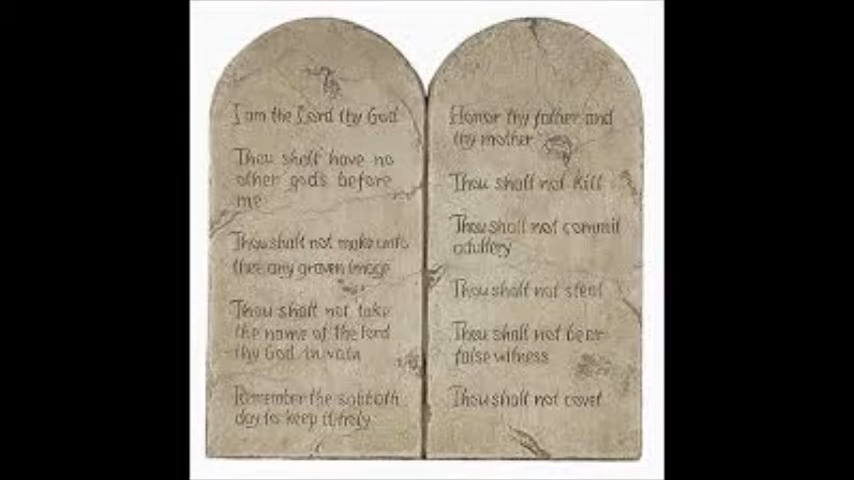 I am the Lord thy God
Thou shalt have no
other gods before
me
Thou shalt not make unto
thee any graven image
Thou shalt not take
the name of the lord
thy God in vain
Remember the sabbath
day to keep it holy
Honor thy father and
thy mother
Thou shalt not kill
Thou shalt not commit
adultery
Thou shalt not steal
Thou shalt not bear
false witness
Thou shalt not covet